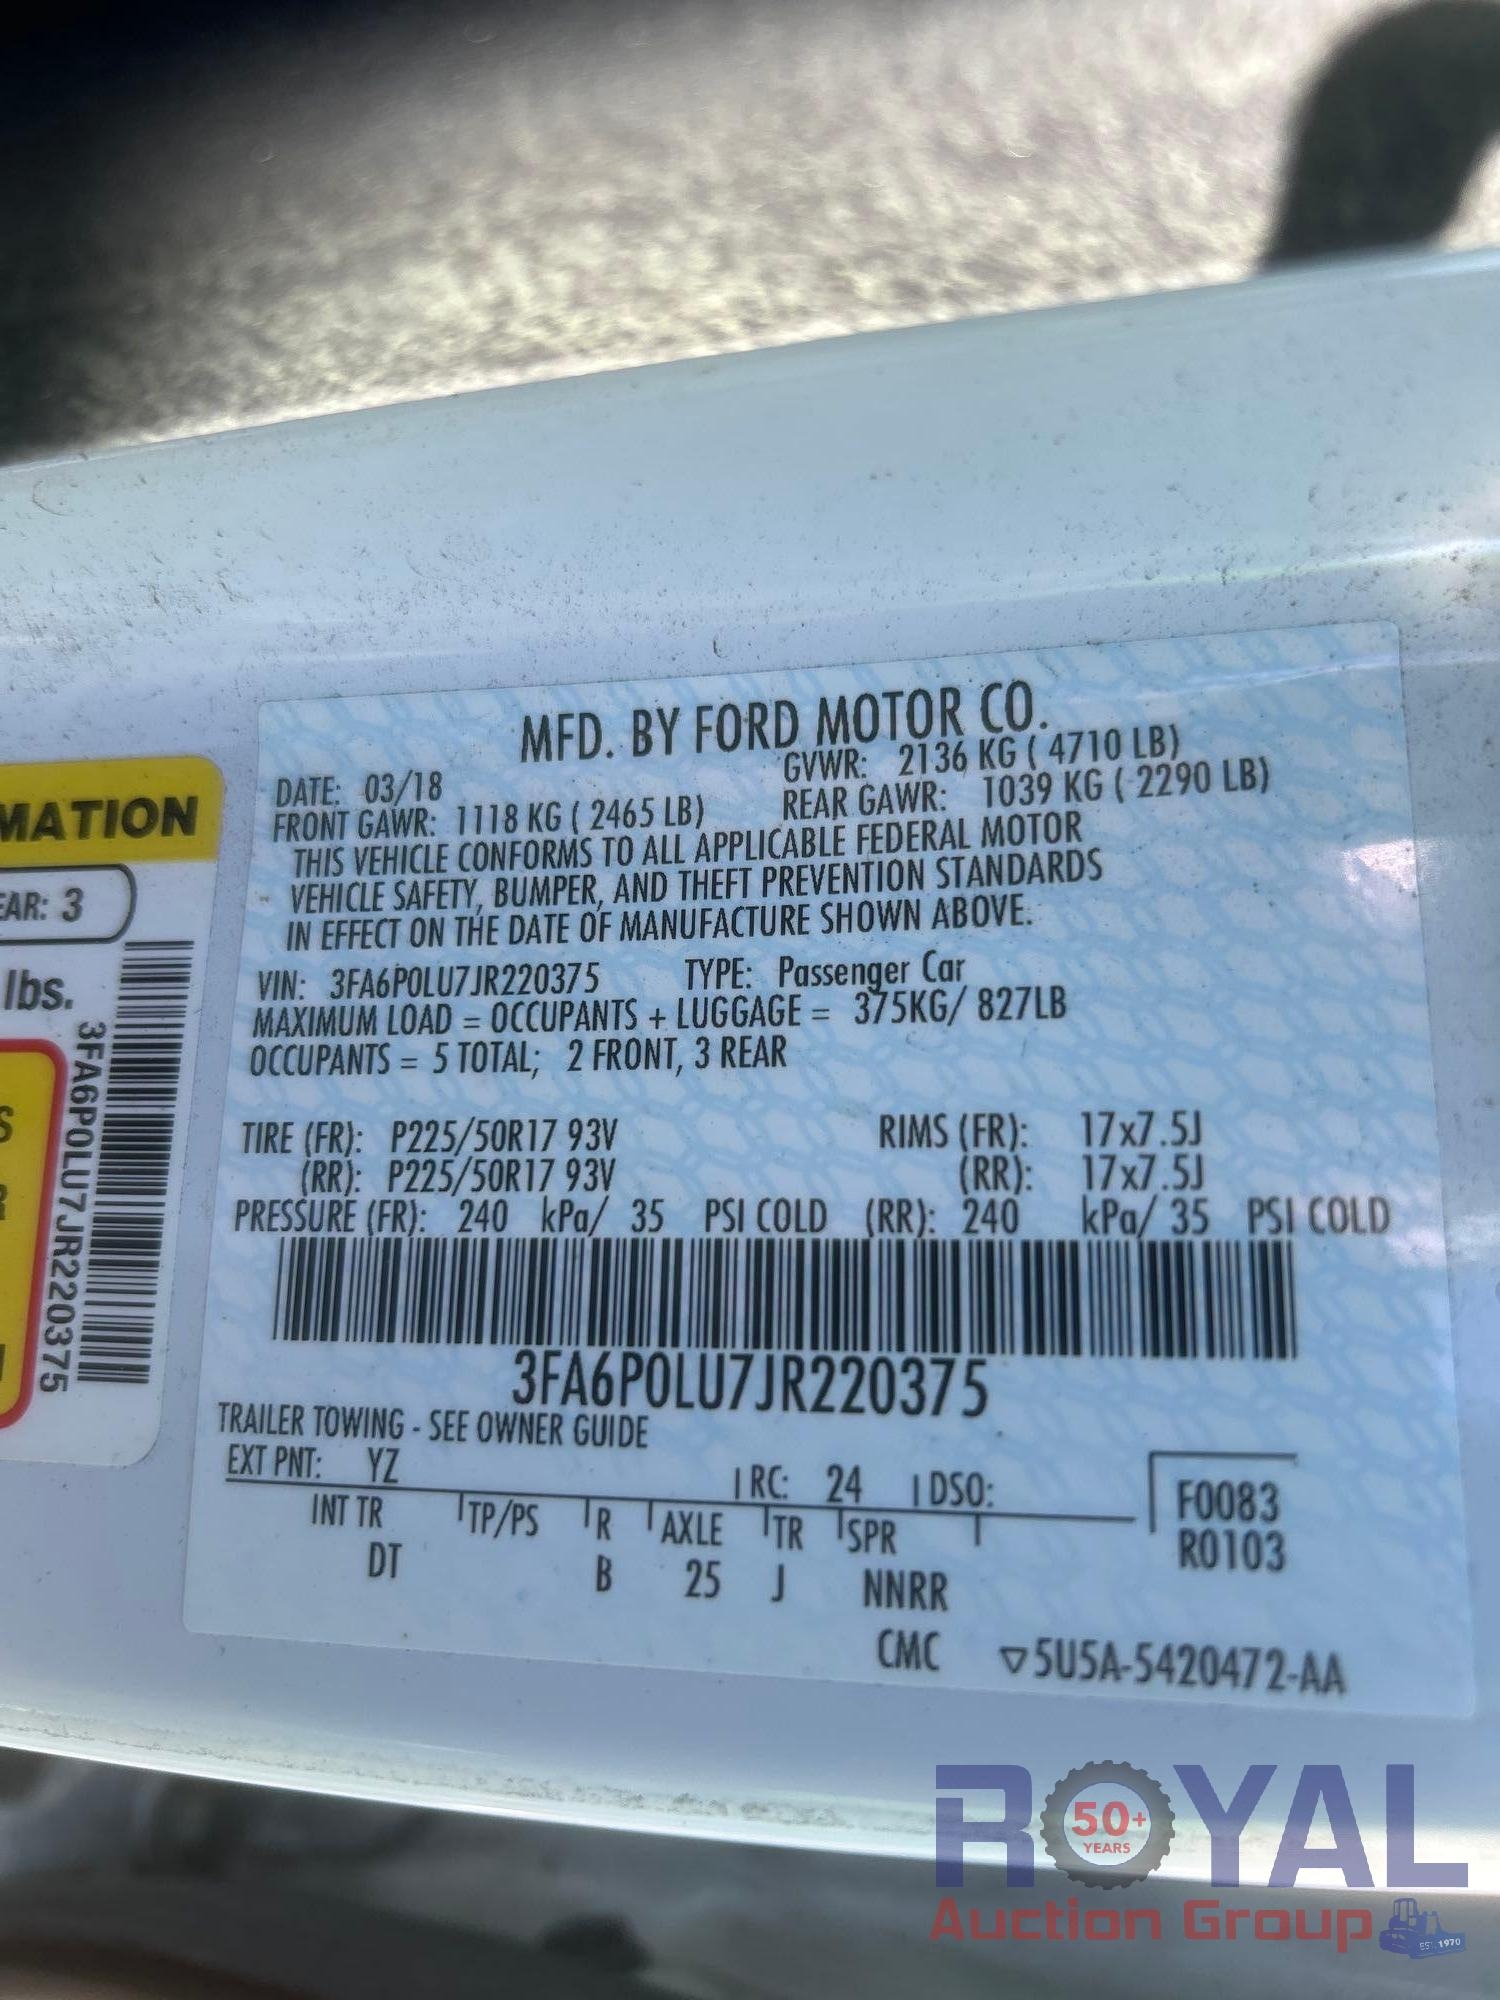 MFD. BY FORD MOTOR CO.
DATE: 03/18 GVWR: 2136 KG ( 4710 LB)
FRONT GAWR: 1118 KG ( 2465 LB) REAR GAWR: 1039 KG ( 2290 LB)
THIS VEHICLE CONFORMS TO ALL APPLICABLE FEDERAL MOTOR
VEHICLE SAFETY, BUMPER, AND THEFT PREVENTION STANDARDS
IN EFFECT ON THE DATE OF MANUFACTURE SHOWN ABOVE.
VIN: 3FA6P0LU7JR220375 TYPE: Passenger Car
MAXIMUM LOAD = OCCUPANTS + LUGGAGE = 375KG/ 827LB
OCCUPANTS = 5 TOTAL; 2 FRONT, 3 REAR
TIRE (FR): P225/50R17 93V RIMS (FR): 17x7.5J
(RR): P225/50R17 93V (RR): 17x7.5J
PRESSURE (FR): 240 kPa/ 35 PSI COLD (RR): 240 kPa/ 35 PSI COLD
3FA6P0LU7JR220375
TRAILER TOWING - SEE OWNER GUIDE
EXT PNT: YZ RC: 24 DSO:
INT TR TP/PS R AXLE TR SPR
DT B 25 J NNRR
F0083
R0103
CMC ▽5U5A-5420472-AA
MATION
EAR: 3
lbs.
3FA6P0LU7JR220375
ROYAL
50+
YEARS
Auction Group
EST. 1970